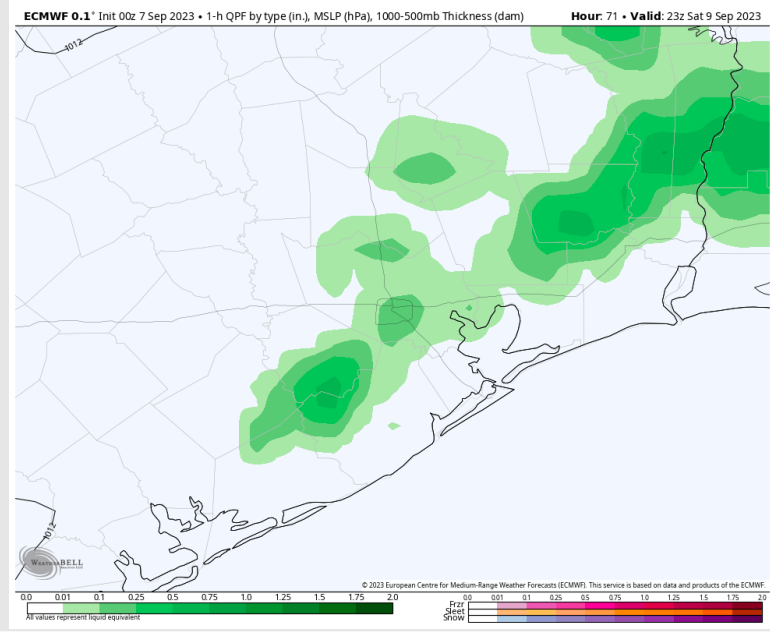 ECMWF 0.1° Init 00z 7 Sep 2023 • 1-h QPF by type (in.), MSLP (hPa), 1000-500mb Thickness (dam)
Hour: 71 • Valid: 23z Sat 9 Sep 2023
1012
1012
WEATHERBELL
© 2023 European Centre for Medium-Range Weather Forecasts (ECMWF). This service is based on data and products of the ECMWF.
0.0 0.01 0.1 0.25 0.5 0.75 1.0 1.25 1.5 1.75 2.0
All values represent liquid equivalent
0.0 0.01 0.1 0.25 0.5 0.75 1.0 1.25 1.5 1.75 2.0
Frzr
Sleet
Snow